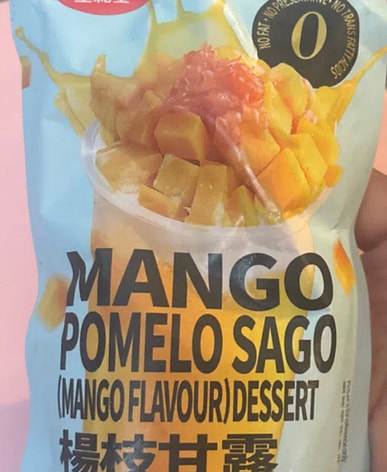 NO FAT • NO PRESERVATIVE • NO TRANS FATTY ACIDS
0
MANGO
POMELO SAGO
(MANGO FLAVOUR) DESSERT
楊枝甘露